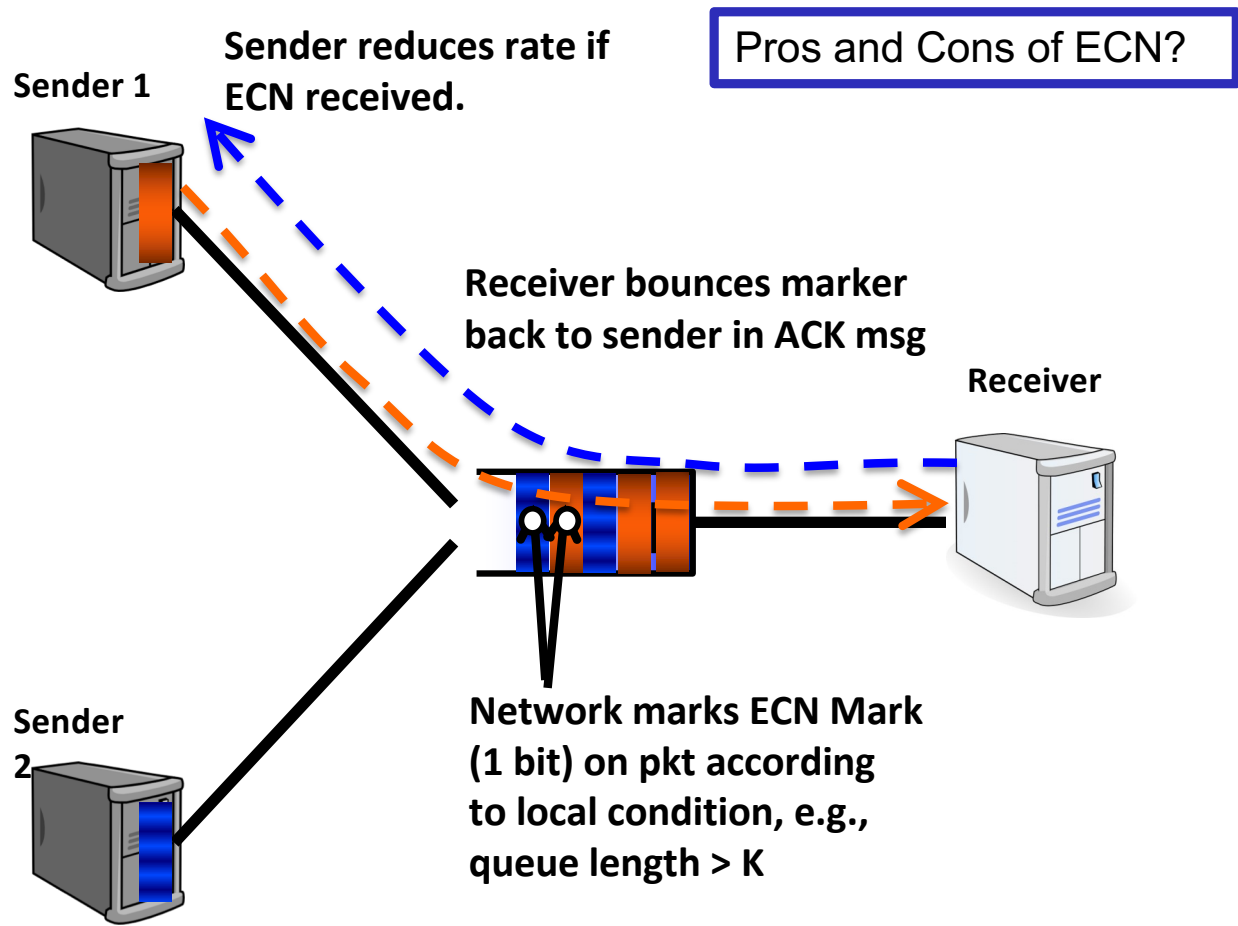 Pros and Cons of ECN?
Sender reduces rate if
ECN received.
Sender 1
Receiver bounces marker
back to sender in ACK msg
Receiver
Network marks ECN Mark
(1 bit) on pkt according
to local condition, e.g.,
queue length > K
Sender
2